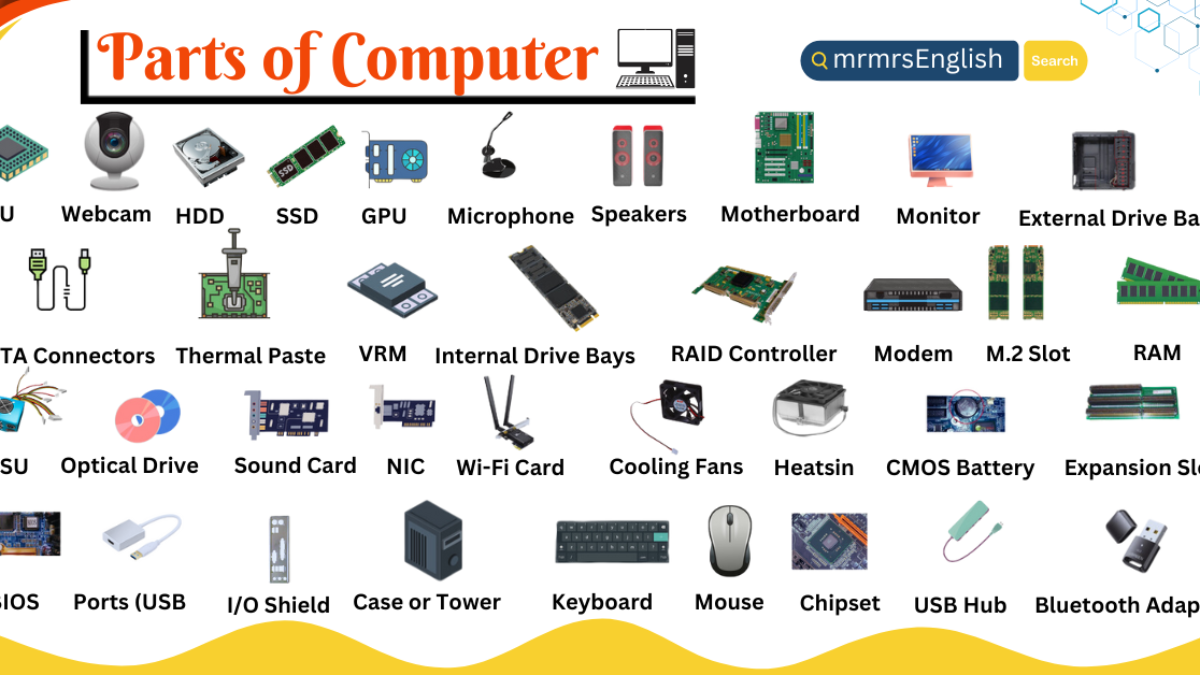 Parts of Computer
mrmrsEnglish Search
U Webcam HDD SSD GPU Microphone Speakers Motherboard Monitor External Drive Ba
TA Connectors Thermal Paste VRM Internal Drive Bays RAID Controller Modem M.2 Slot RAM
SU Optical Drive Sound Card NIC Wi-Fi Card Cooling Fans Heatsin CMOS Battery Expansion Slo
BIOS Ports (USB I/O Shield Case or Tower Keyboard Mouse Chipset USB Hub Bluetooth Adap
SSD